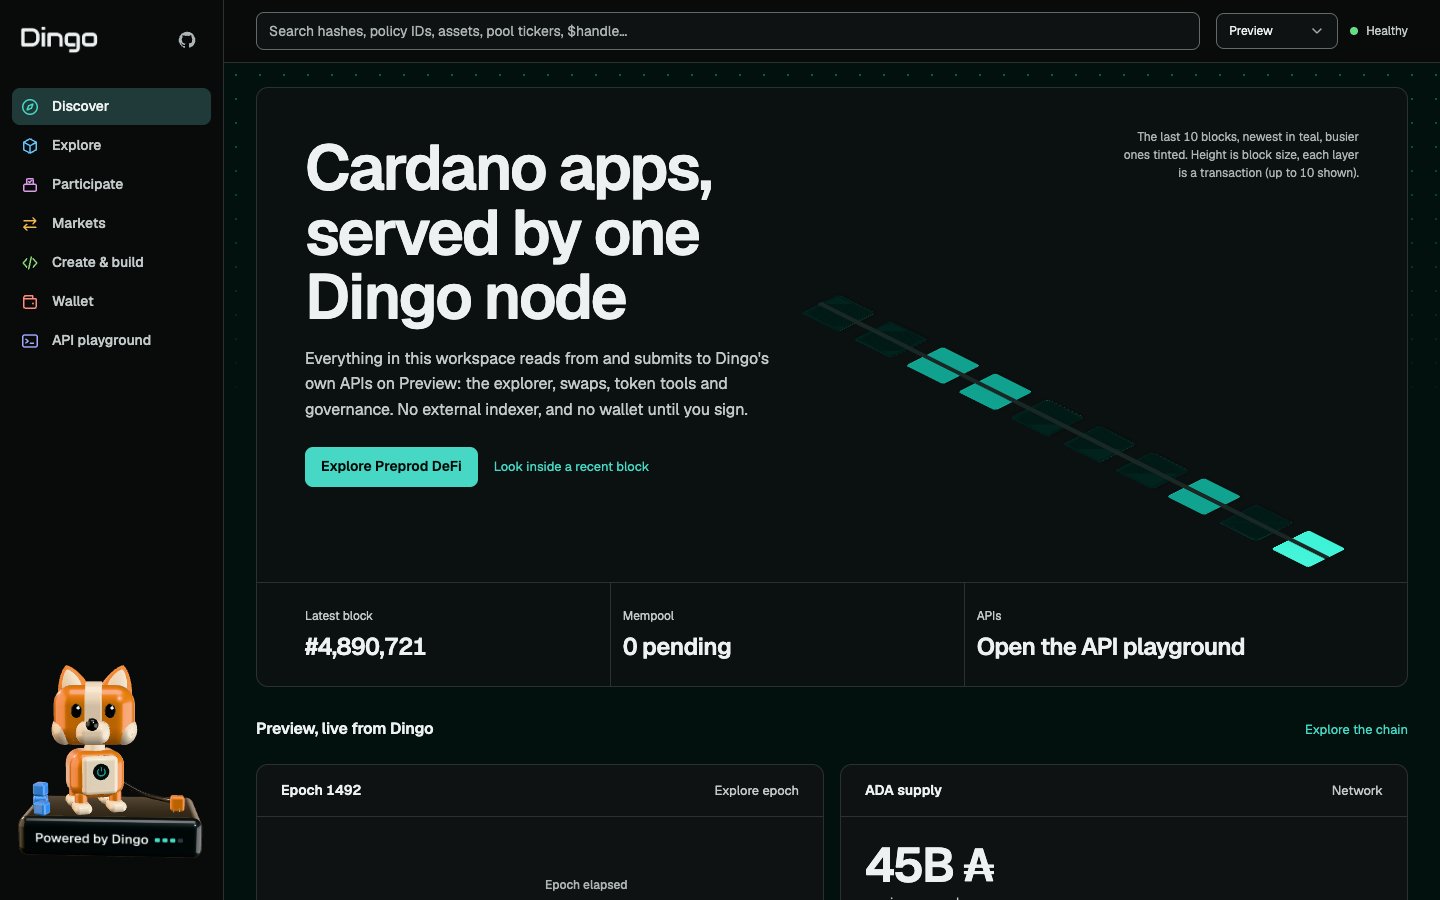 Dingo
Search hashes, policy IDs, assets, pool tickers, $handle...
Preview
Healthy
Discover
Explore
Participate
Markets
Create & build
Wallet
API playground
Cardano apps,
served by one
Dingo node
The last 10 blocks, newest in teal, busier
ones tinted. Height is block size, each layer
is a transaction (up to 10 shown).
Everything in this workspace reads from and submits to Dingo's
own APIs on Preview: the explorer, swaps, token tools and
governance. No external indexer, and no wallet until you sign.
Explore Preprod DeFi
Look inside a recent block
Latest block
#4,890,721
Mempool
0 pending
APIs
Open the API playground
Preview, live from Dingo
Explore the chain
Epoch 1492
Explore epoch
Epoch elapsed
ADA supply
Network
45B ₳
Powered by Dingo